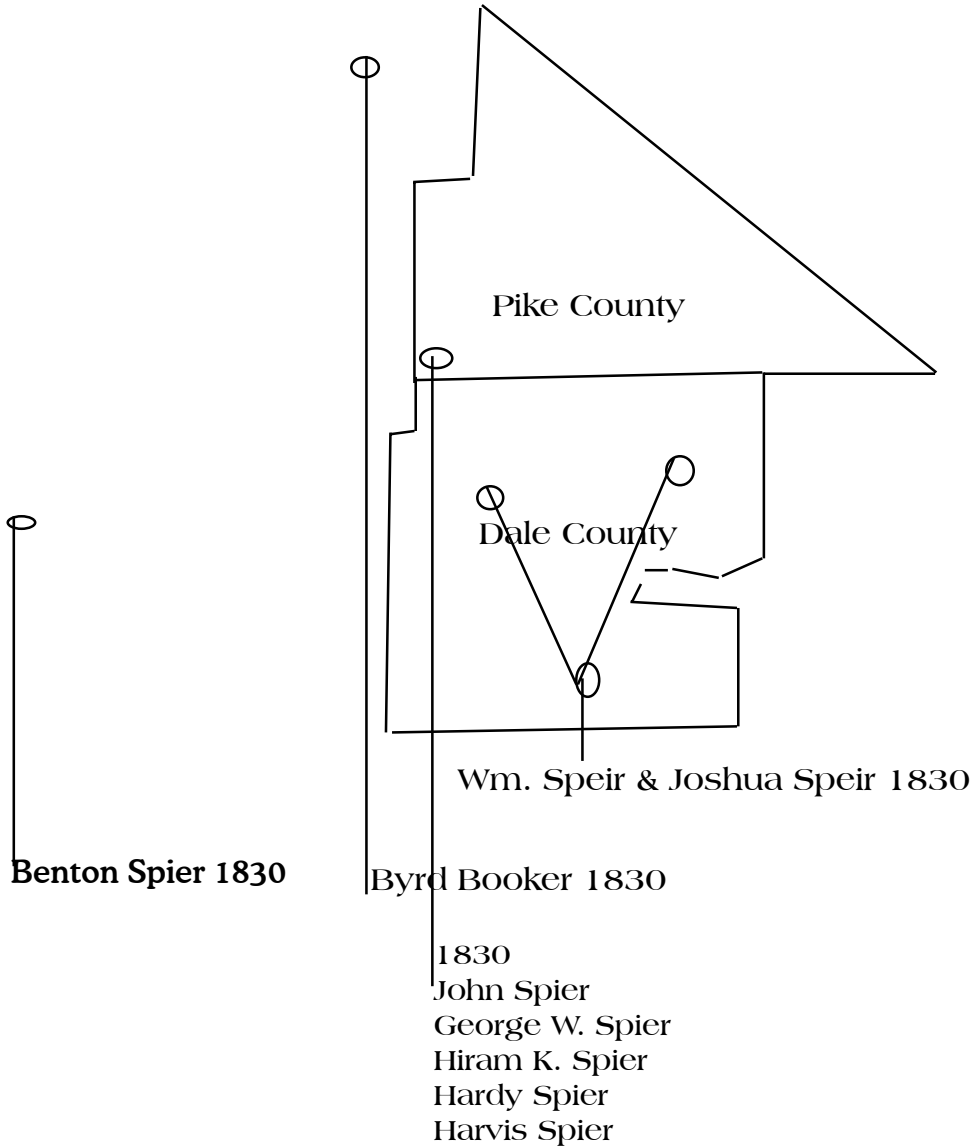 Pike County
Dale County
Wm. Speir & Joshua Speir 1830
Benton Spier 1830
Byrd Booker 1830
1830
John Spier
George W. Spier
Hiram K. Spier
Hardy Spier
Harvis Spier